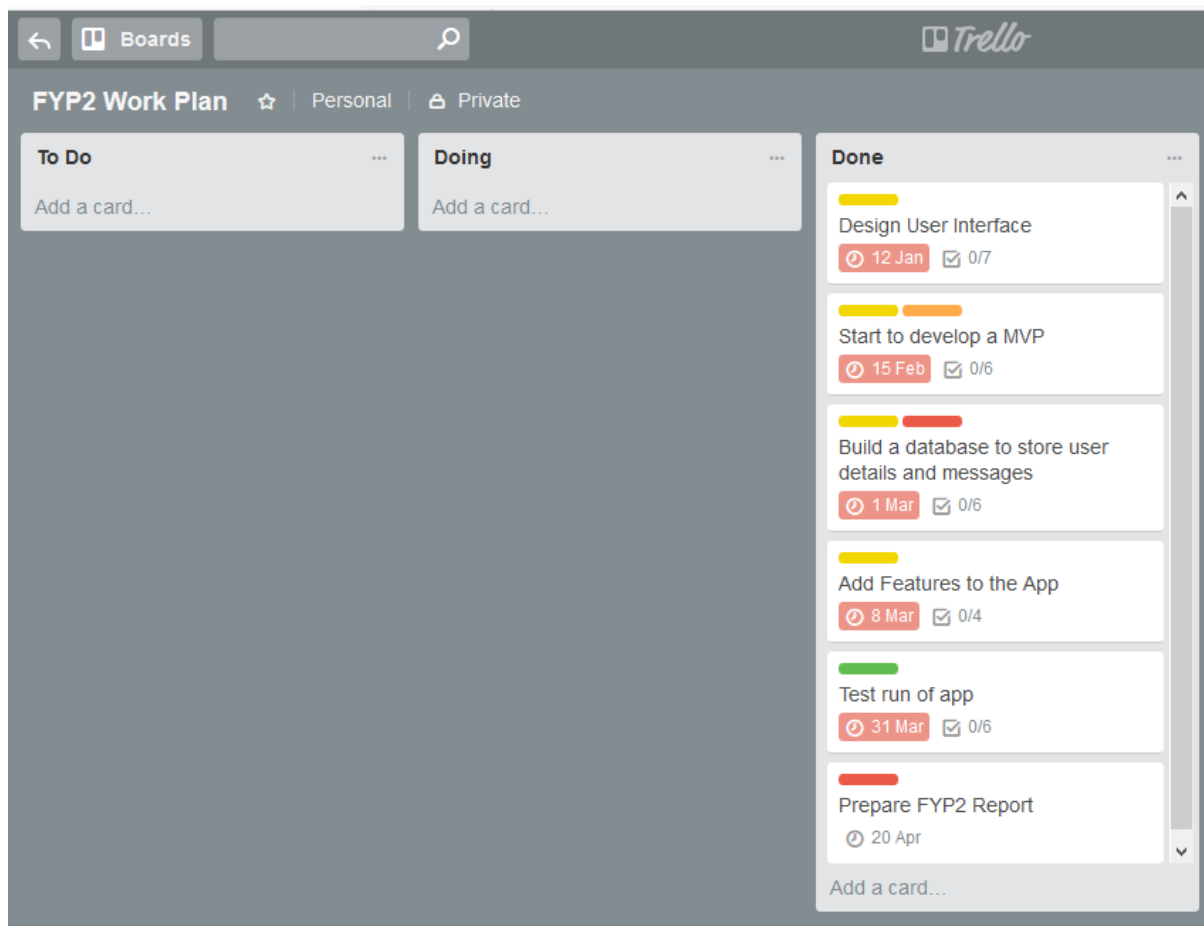 Boards
Trello
FYP2 Work Plan Personal Private
To Do
Add a card...
Doing
Add a card...
Done
Design User Interface
12 Jan 0/7
Start to develop a MVP
15 Feb 0/6
Build a database to store user
details and messages
1 Mar 0/6
Add Features to the App
8 Mar 0/4
Test run of app
31 Mar 0/6
Prepare FYP2 Report
20 Apr
Add a card...